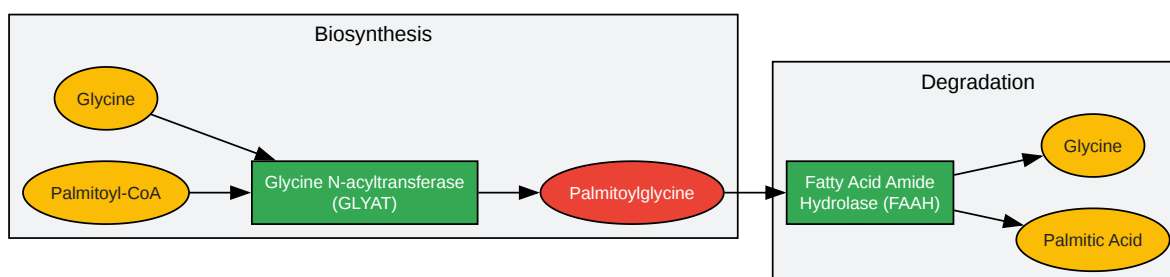 Biosynthesis
Glycine
Palmitoyl-CoA
Glycine N-acyltransferase
(GLYAT)
Palmitoylglycine
Degradation
Fatty Acid Amide
Hydrolase (FAAH)
Glycine
Palmitic Acid